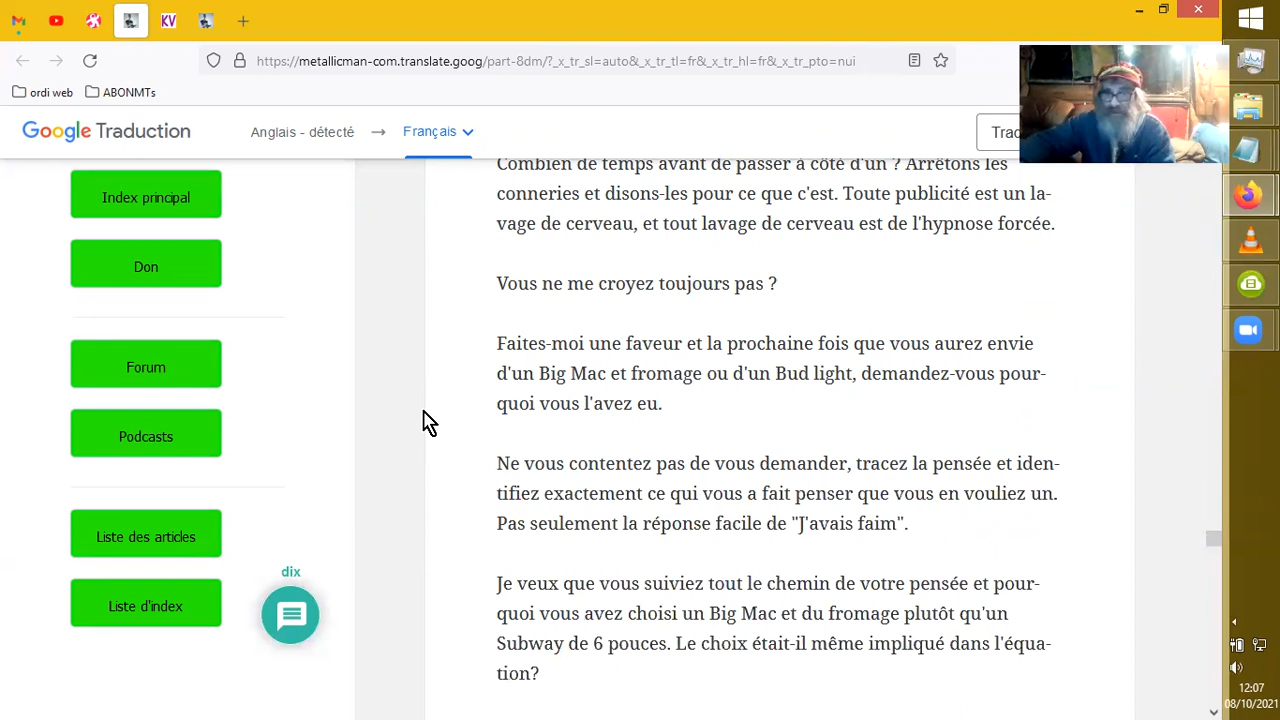 KV
https://metallicman-com.translate.goog/part-8dm/?_x_tr_sl=auto&_x_tr_tl=fr&_x_tr_hl=fr&_x_tr_pto=nui
ordi web
ABONMTs
Google Traduction
Anglais - détecté
Français
Trad
Combien de temps avant de passer à côté d'un ? Arrêtons les
conneries et disons-les pour ce que c'est. Toute publicité est un la-
vage de cerveau, et tout lavage de cerveau est de l'hypnose forcée.
Vous ne me croyez toujours pas ?
Faites-moi une faveur et la prochaine fois que vous aurez envie
d'un Big Mac et fromage ou d'un Bud light, demandez-vous pour-
quoi vous l'avez eu.
Ne vous contentez pas de vous demander, tracez la pensée et iden-
tifiez exactement ce qui vous a fait penser que vous en vouliez un.
Pas seulement la réponse facile de "J'avais faim".
Je veux que vous suiviez tout le chemin de votre pensée et pour-
quoi vous avez choisi un Big Mac et du fromage plutôt qu'un
Subway de 6 pouces. Le choix était-il même impliqué dans l'équa-
tion?
Index principal
Don
Forum
Podcasts
Liste des articles
Liste d'index
dix
12:07
08/10/2021